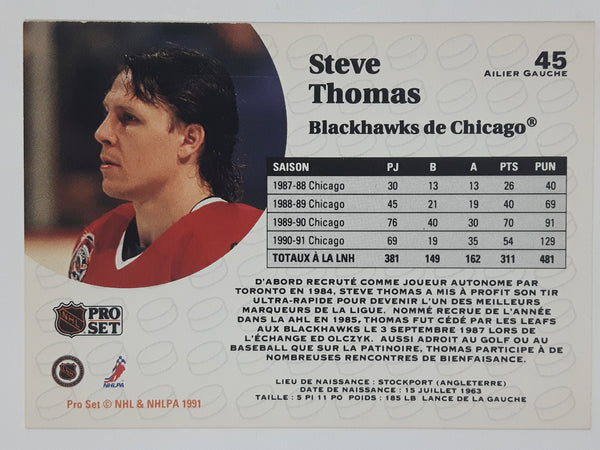 Steve
Thomas
45
AILIER GAUCHE
Blackhawks de Chicago®
SAISON PJ B A PTS PUN
1987-88 Chicago 30 13 13 26 40
1988-89 Chicago 45 21 19 40 69
1989-90 Chicago 76 40 30 70 91
1990-91 Chicago 69 19 35 54 129
TOTAUX À LA LNH 381 149 162 311 481
D'ABORD RECRUTÉ COMME JOUEUR AUTONOME PAR
TORONTO EN 1984, STEVE THOMAS A MIS À PROFIT SON TIR
ULTRA-RAPIDE POUR DEVENIR L'UN DES MEILLEURS
MARQUEURS DE LA LIGUE. NOMMÉ RECRUE DE L'ANNÉE
DANS LA AHL EN 1985, THOMAS FUT CÉDÉ PAR LES LEAFS
AUX BLACKHAWKS LE 3 SEPTEMBRE 1987 LORS DE
L'ÉCHANGE ED OLCZYK. AUSSI ADROIT AU GOLF OU AU
BASEBALL QUE SUR LA PATINOIRE, THOMAS PARTICIPE À DE
NOMBREUSES RENCONTRES DE BIENFAISANCE.
LIEU DE NAISSANCE : STOCKPORT (ANGLETERRE)
DATE DE NAISSANCE : 15 JUILLET 1963
TAILLE : 5 PI 11 PO POIDS : 185 LB LANCE DE LA GAUCHE
NHL PRO
SET
NHL
NHLPA
Pro Set © NHL & NHLPA 1991